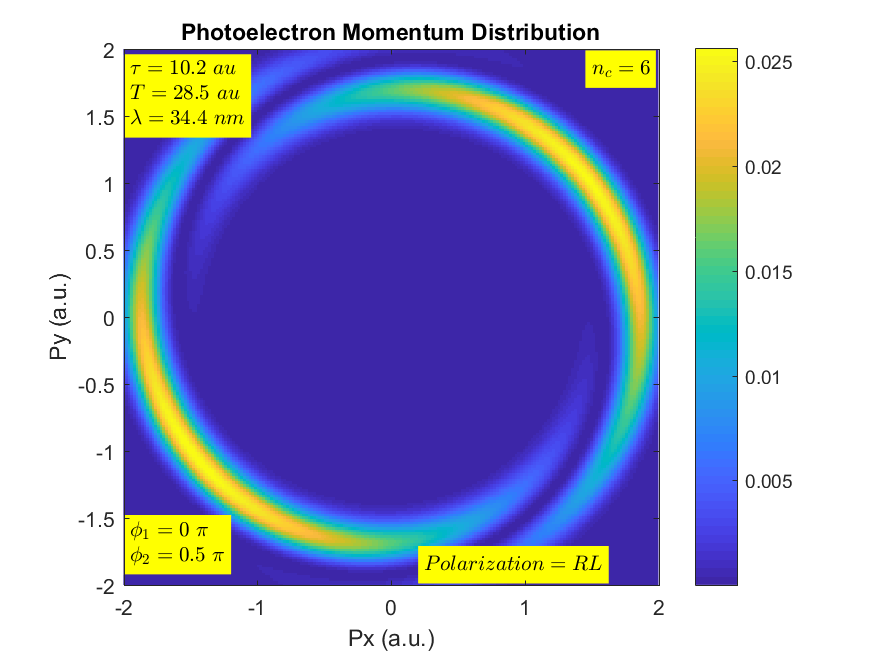 Photoelectron Momentum Distribution
τ = 10.2 au
T = 28.5 au
λ = 34.4 nm
n_c = 6
ϕ_1 = 0 π
ϕ_2 = 0.5 π
Polarization = RL
2
1.5
1
0.5
0
-0.5
-1
-1.5
-2
Py (a.u.)
-2
-1
0
1
2
Px (a.u.)
0.025
0.02
0.015
0.01
0.005